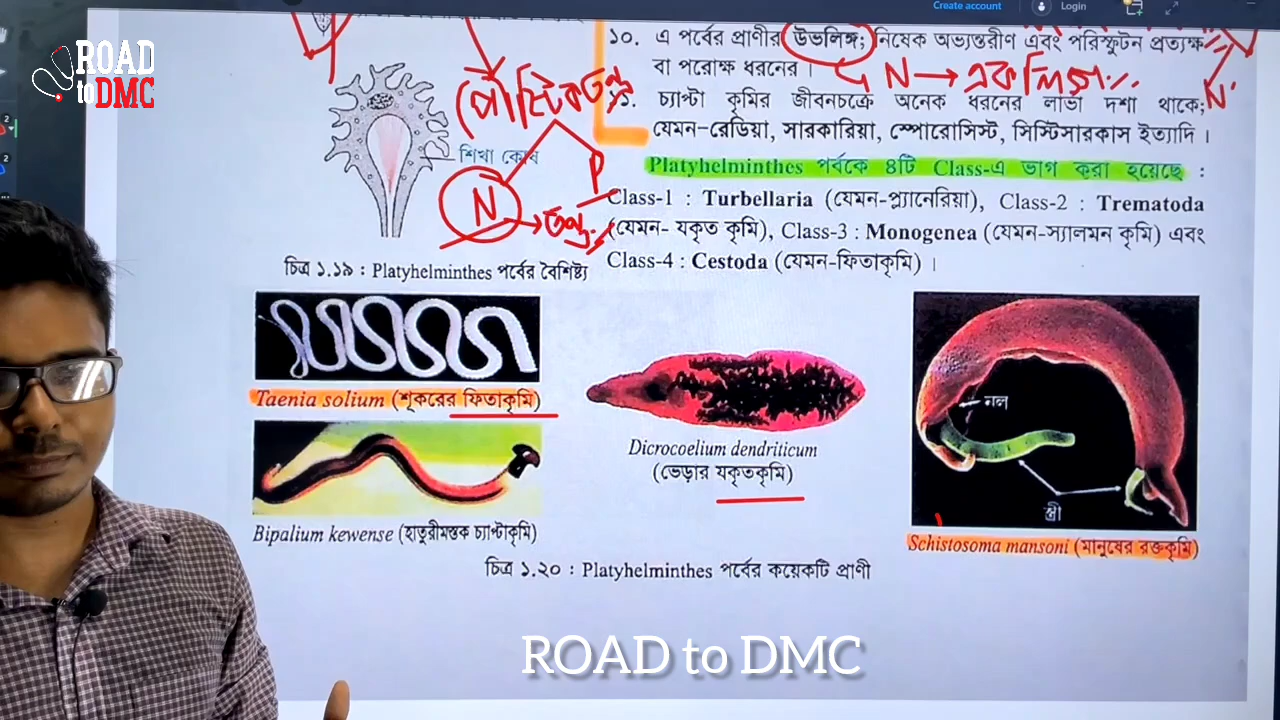 Create account
Login
ROAD
to DMC
১০. এ পর্বের প্রাণীর উভলিঙ্গ; নিষেক অভ্যন্তরীণ এবং পরিস্ফুটন প্রত্যক্ষ
বা পরোক্ষ ধরনের।
N → একলিঙ্গ
N
১১. চ্যাপ্টা কৃমির জীবনচক্রে অনেক ধরনের লার্ভা দশা থাকে;
যেমন-রেডিয়া, সারকারিয়া, স্পোরোসিস্ট, সিস্টিসারকাস ইত্যাদি।
পৌষ্টিকতন্ত্র
শিখা কোষ
P
N
তন্ত্র
Platyhelminthes পর্বকে ৪টি Class-এ ভাগ করা হয়েছে :
Class-1 : Turbellaria (যেমন-প্ল্যানেরিয়া), Class-2 : Trematoda
(যেমন- যকৃত কৃমি), Class-3 : Monogenea (যেমন-স্যালমন কৃমি) এবং
Class-4 : Cestoda (যেমন-ফিতাকৃমি)।
চিত্র ১.১৯ : Platyhelminthes পর্বের বৈশিষ্ট্য
Taenia solium (শূকরের ফিতাকৃমি)
Dicrocoelium dendriticum
(ভেড়ার যকৃতকৃমি)
নল
স্ত্রী
Bipalium kewense (হাতুরীমস্তক চ্যাপ্টাকৃমি)
Schistosoma mansoni (মানুষের রক্তকৃমি)
চিত্র ১.২০ : Platyhelminthes পর্বের কয়েকটি প্রাণী
ROAD to DMC